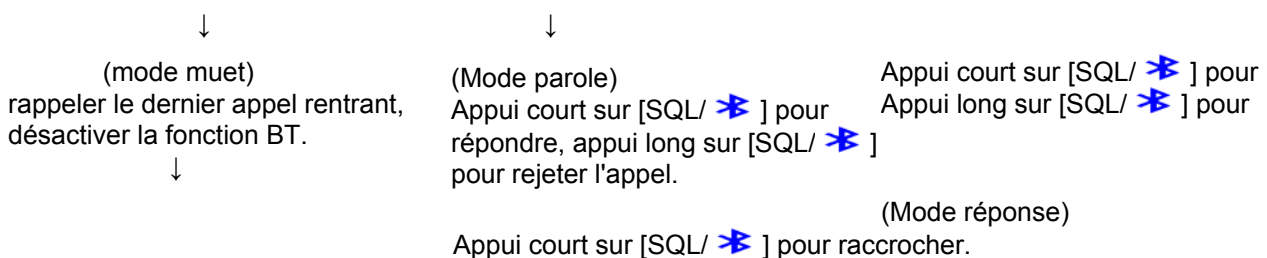 ↓ ↓
(mode muet)
rappeler le dernier appel rentrant,
désactiver la fonction BT.
↓
(Mode parole)
Appui court sur [SQL/ ] pour
répondre, appui long sur [SQL/ ]
pour rejeter l'appel.
Appui court sur [SQL/ ] pour
Appui long sur [SQL/ ] pour
(Mode réponse)
Appui court sur [SQL/ ] pour raccrocher.